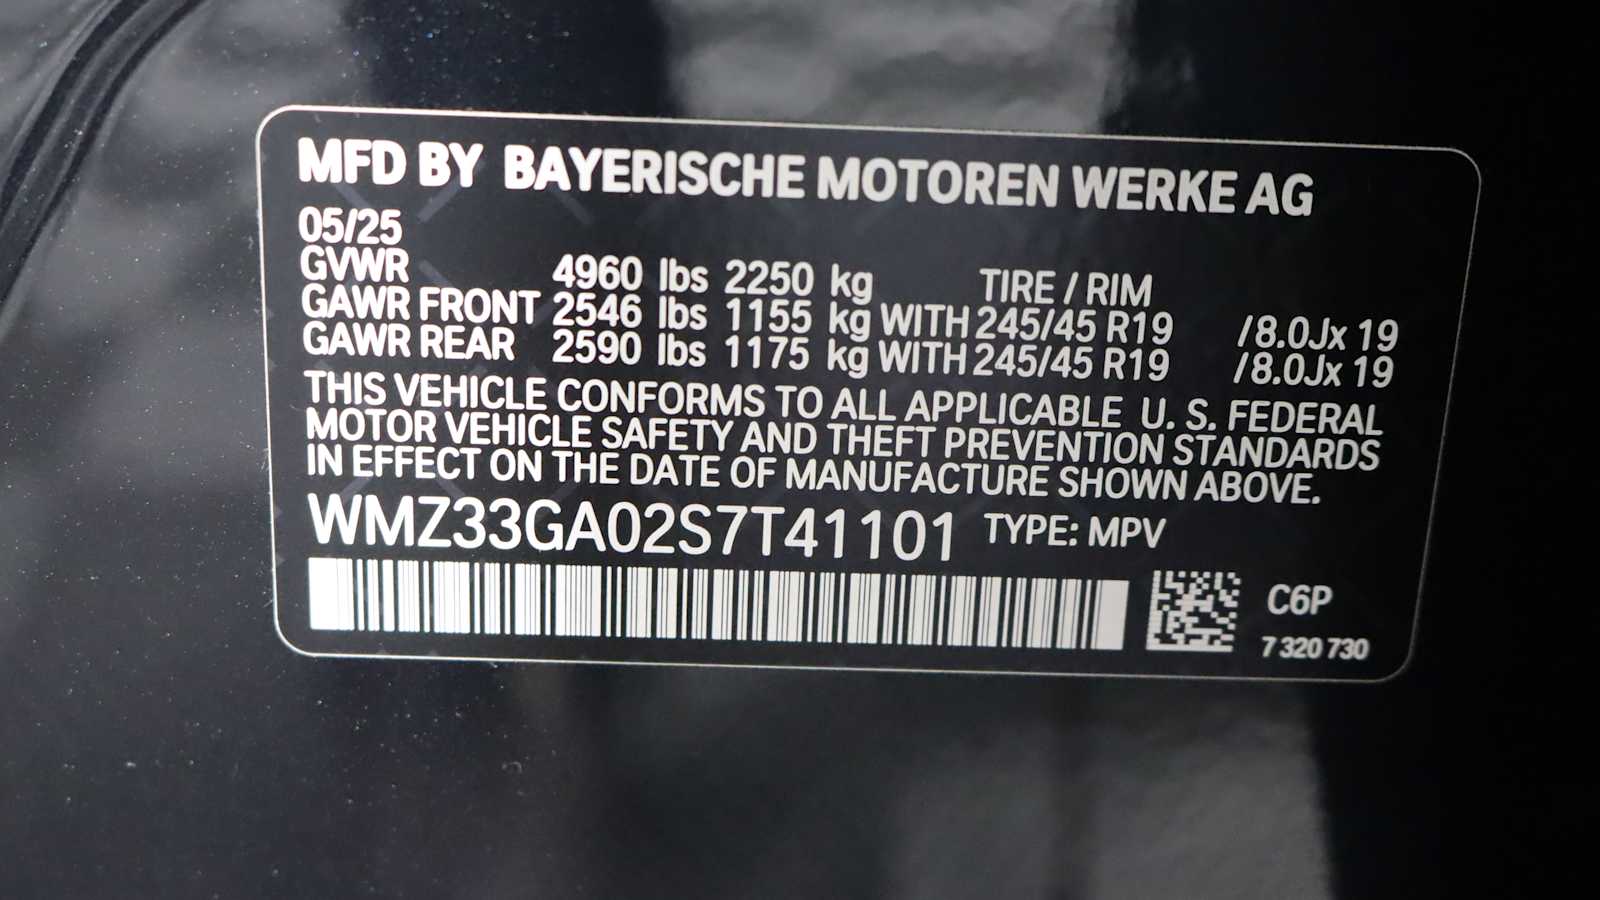 MFD BY BAYERISCHE MOTOREN WERKE AG
05/25
GVWR 4960 lbs 2250 kg TIRE / RIM
GAWR FRONT 2546 lbs 1155 kg WITH 245/45 R19 /8.0Jx 19
GAWR REAR 2590 lbs 1175 kg WITH 245/45 R19 /8.0Jx 19
THIS VEHICLE CONFORMS TO ALL APPLICABLE U. S. FEDERAL
MOTOR VEHICLE SAFETY AND THEFT PREVENTION STANDARDS
IN EFFECT ON THE DATE OF MANUFACTURE SHOWN ABOVE.
WMZ33GA02S7T41101 TYPE: MPV
C6P
7 320 730